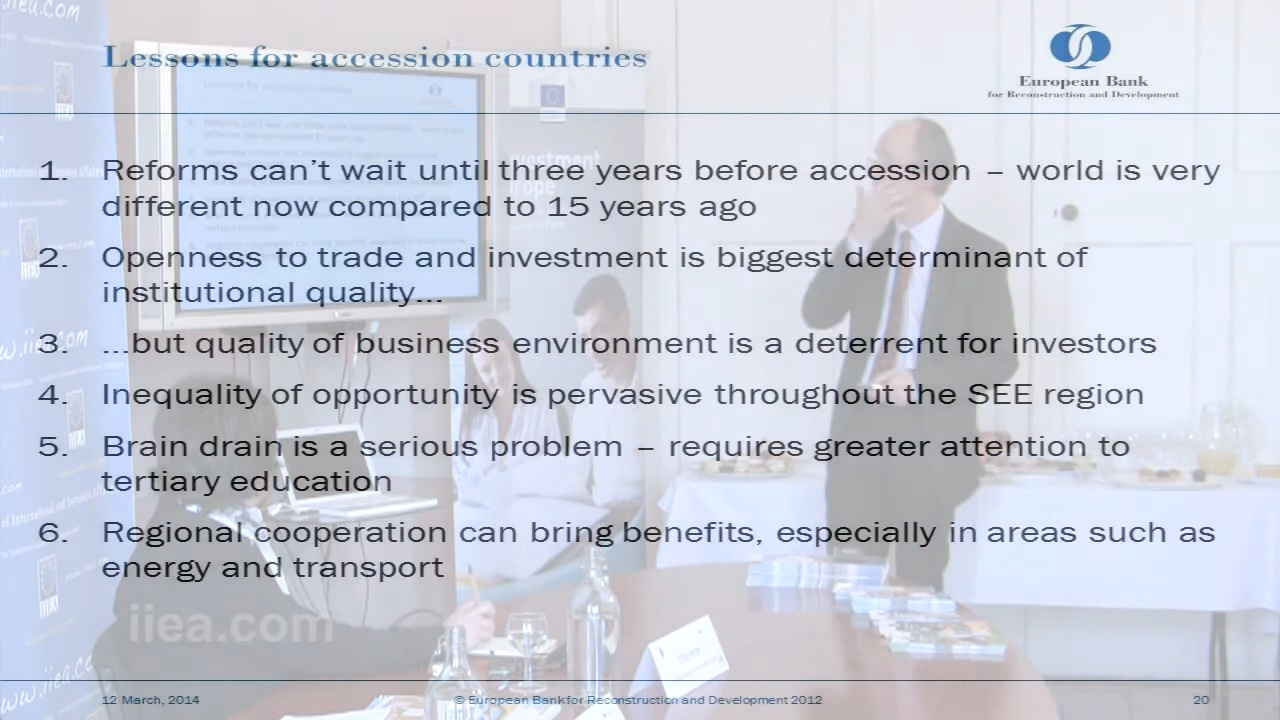 Lessons for accession countries
European Bank
for Reconstruction and Development
1. Reforms can't wait until three years before accession – world is very
different now compared to 15 years ago
2. Openness to trade and investment is biggest determinant of
institutional quality...
3. ...but quality of business environment is a deterrent for investors
4. Inequality of opportunity is pervasive throughout the SEE region
5. Brain drain is a serious problem – requires greater attention to
tertiary education
6. Regional cooperation can bring benefits, especially in areas such as
energy and transport
iiea.com
12 March, 2014
© European Bank for Reconstruction and Development 2012
20